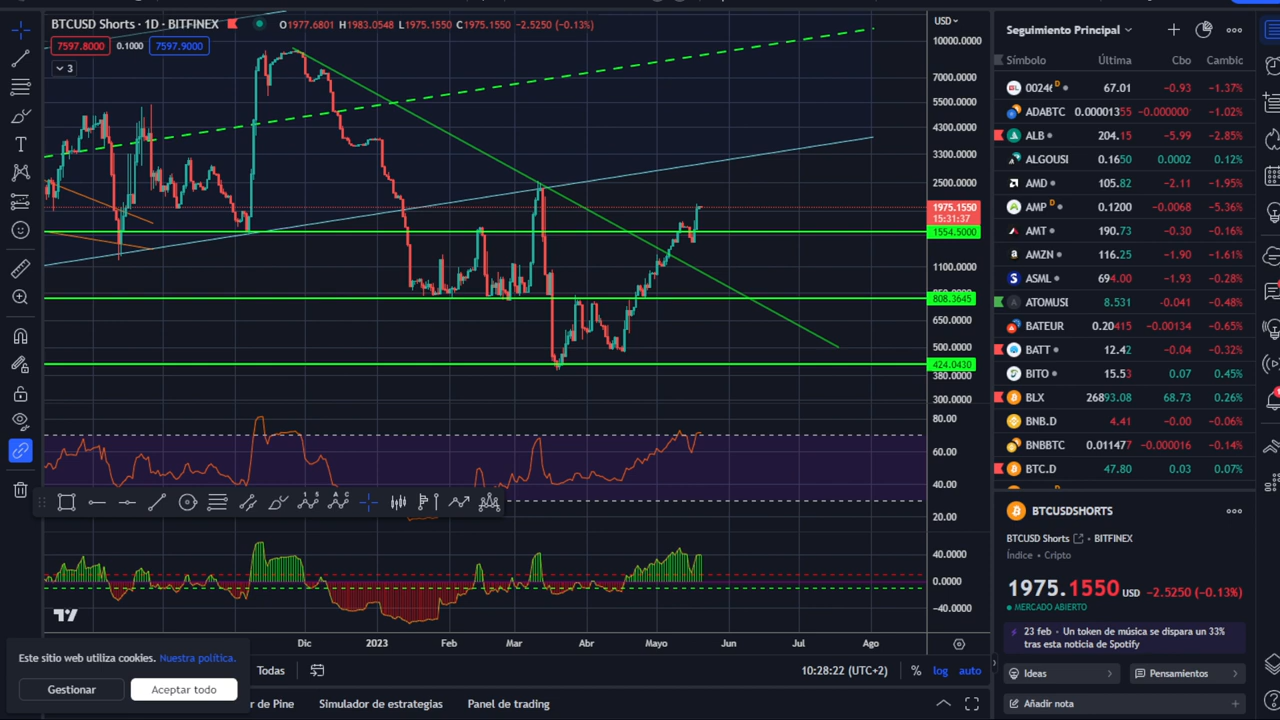 BTCUSD Shorts · 1D · BITFINEX O1977.6801 H1983.0548 L1975.1550 C1975.1550 −2.5250 (−0.13%)
7597.8000 0.1000 7597.9000
3
USD
10000.0000
7000.0000
5500.0000
4300.0000
3300.0000
2500.0000
1975.1550
15:31:37
1554.5000
1100.0000
808.3645
650.0000
500.0000
424.0430
380.0000
300.0000
80.00
60.00
40.00
20.00
40.0000
0.0000
−40.0000
Dic 2023 Feb Mar Abr Mayo Jun Jul Ago
Todas 10:28:22 (UTC+2) % log auto
r de Pine Simulador de estrategias Panel de trading
Este sitio web utiliza cookies. Nuestra política.
Gestionar Aceptar todo
Seguimiento Principal
Símbolo Última Cbo Cambic
0024 D 67.01 −0.93 −1.37%
ADABTC 0.00001355 −0.000000 −1.02%
ALB 204.15 −5.99 −2.85%
ALGOUSI 0.1650 0.0002 0.12%
AMD 105.82 −2.11 −1.95%
AMP D 0.1200 −0.0068 −5.36%
AMT 190.73 −0.30 −0.16%
AMZN 116.25 −1.90 −1.61%
ASML 694.00 −1.93 −0.28%
ATOMUSI 8.531 −0.041 −0.48%
BATEUR 0.20415 −0.00134 −0.65%
BATT 12.42 −0.04 −0.32%
BITO 15.53 0.07 0.45%
BLX 26893.08 68.73 0.26%
BNB.D 4.41 −0.00 −0.00%
BNBBTC 0.011477 −0.000016 −0.14%
BTC.D 47.80 0.03 0.07%
BTCUSDSHORTS
BTCUSD Shorts • BITFINEX
Índice • Cripto
1975.1550 USD −2.5250 (−0.13%)
MERCADO ABIERTO
23 feb • Un token de música se dispara un 33%
tras esta noticia de Spotify
Ideas Pensamientos
Añadir nota